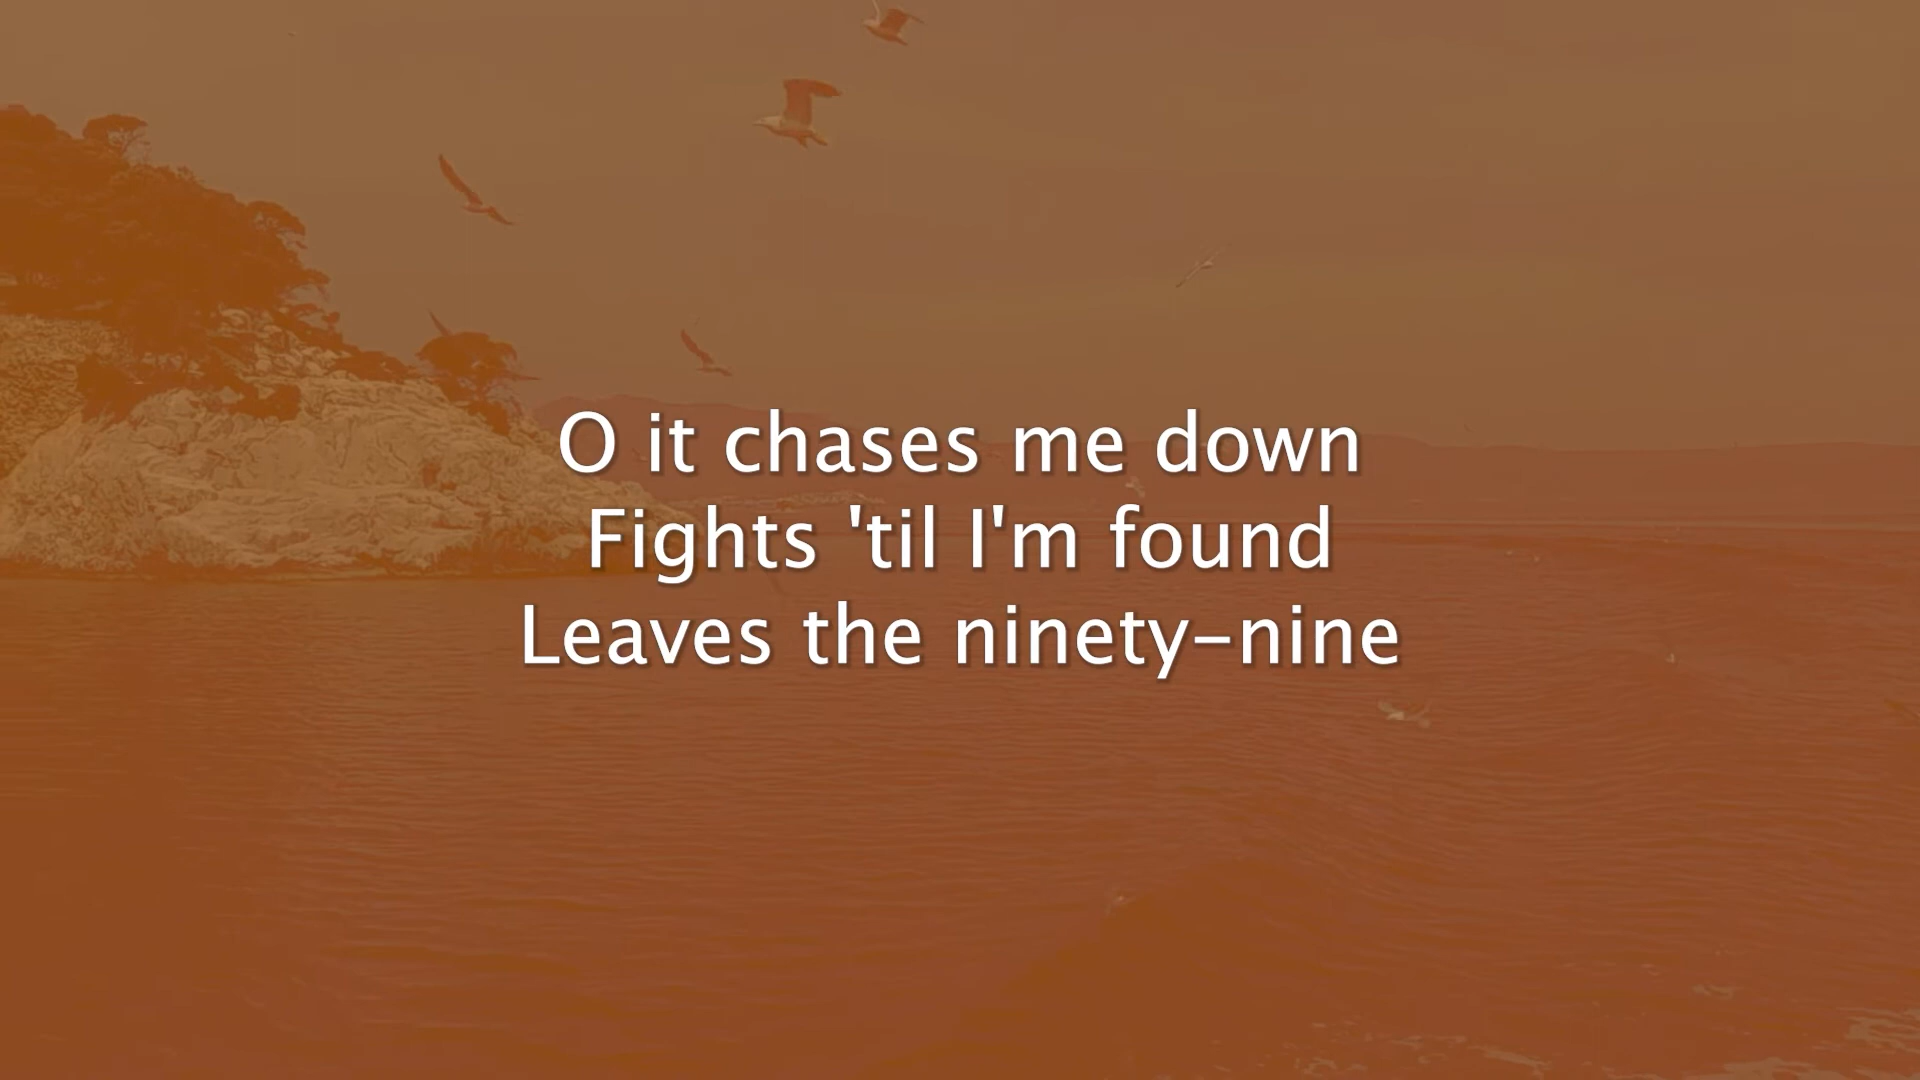 O it chases me down
Fights 'til I'm found
Leaves the ninety-nine